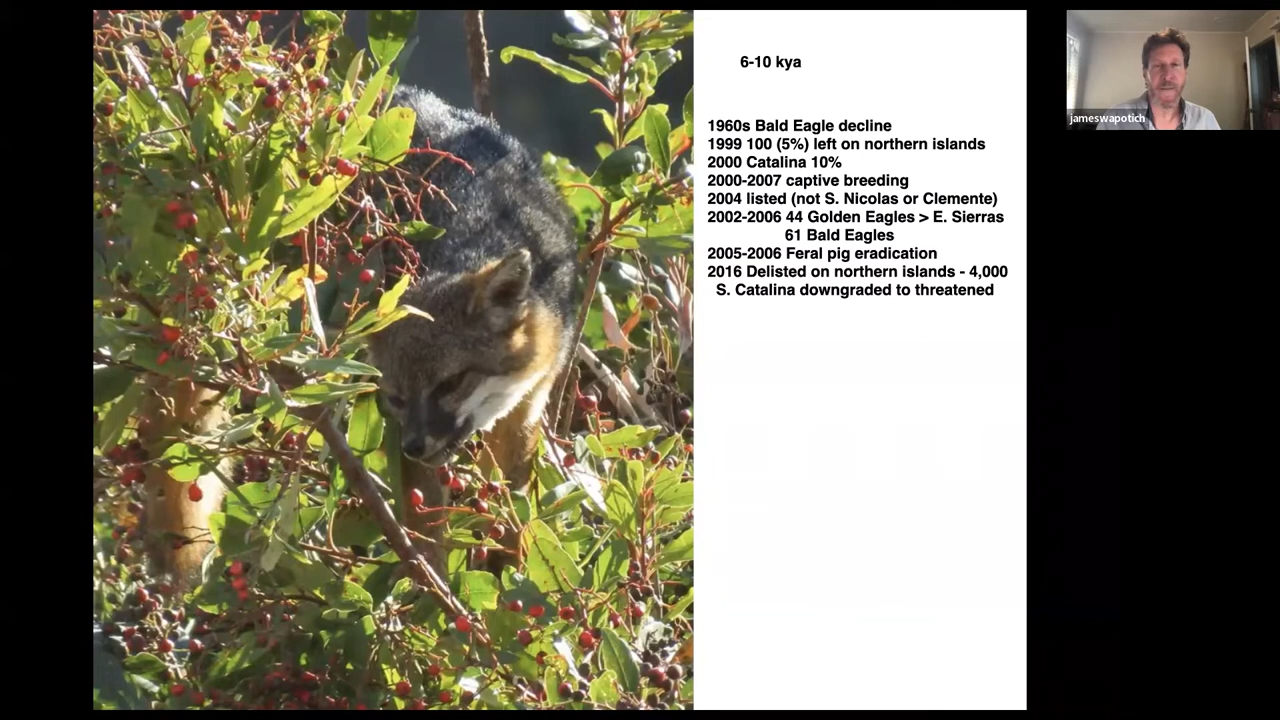 6-10 kya
1960s Bald Eagle decline
1999 100 (5%) left on northern islands
2000 Catalina 10%
2000-2007 captive breeding
2004 listed (not S. Nicolas or Clemente)
2002-2006 44 Golden Eagles > E. Sierras
61 Bald Eagles
2005-2006 Feral pig eradication
2016 Delisted on northern islands - 4,000
S. Catalina downgraded to threatened
jameswapotich